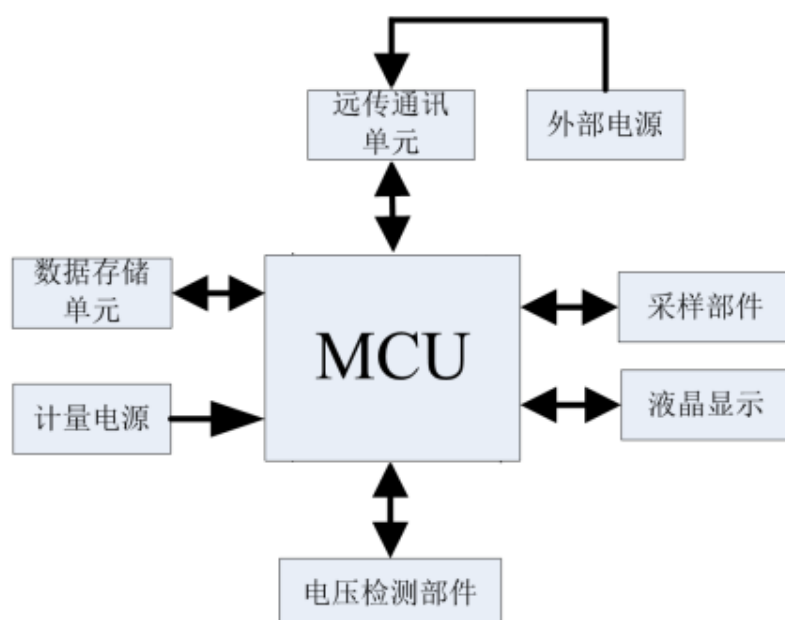 远传通讯
单元
外部电源
数据存储
单元
MCU
采样部件
计量电源
液晶显示
电压检测部件